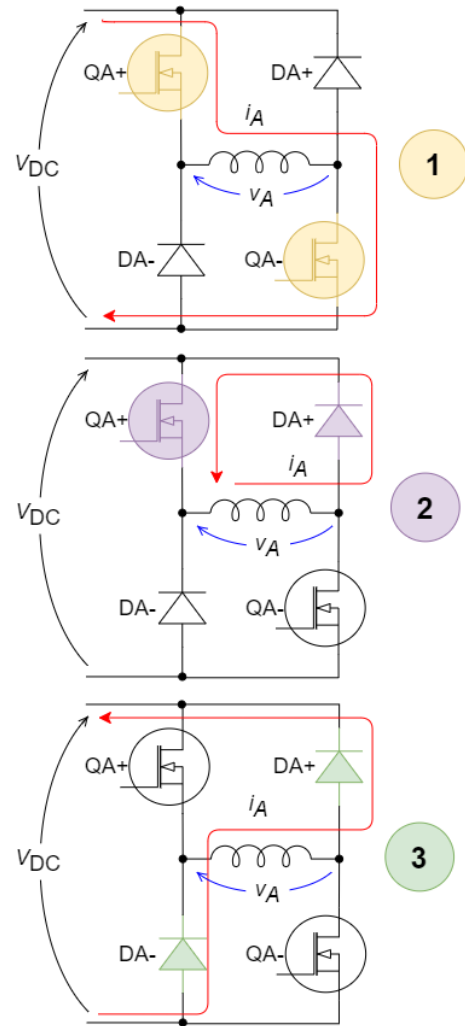 QA+
DA+
iA
VDC
vA
1
DA-
QA-
QA+
DA+
iA
VDC
vA
2
DA-
QA-
QA+
DA+
iA
VDC
vA
3
DA-
QA-